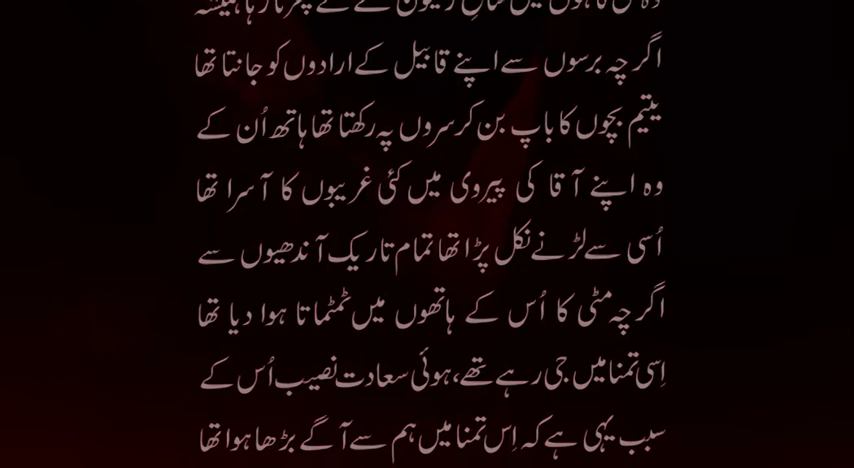 اگرچہ برسوں سے اپنے قابیل کے ارادوں کو جانتا تھا
یتیم بچوں کا باپ بن کر سروں پہ رکھتا تھا ہاتھ اُن کے
وہ اپنے آقا کی پیروی میں کئی غریبوں کا آسرا تھا
اُسی سے لڑنے نکل پڑا تھا تمام تاریک آندھیوں سے
اگرچہ مٹی کا اُس کے ہاتھوں میں ٹمٹماتا ہوا دیا تھا
اِسی تمنا میں جی رہے تھے، ہوئی سعادت نصیب اُس کے
سبب یہی ہے کہ اِس تمنا میں ہم سے آگے بڑھا ہوا تھا